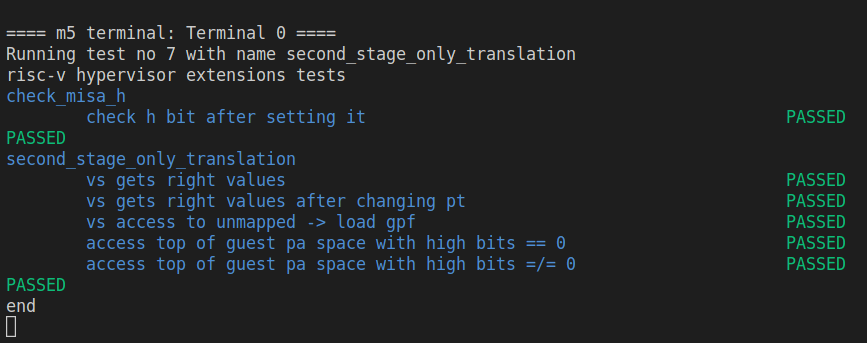 ==== m5 terminal: Terminal 0 ====
Running test no 7 with name second_stage_only_translation
risc-v hypervisor extensions tests
check_misa_h
check h bit after setting it PASSED
PASSED
second_stage_only_translation
vs gets right values PASSED
vs gets right values after changing pt PASSED
vs access to unmapped -> load gpf PASSED
access top of guest pa space with high bits == 0 PASSED
access top of guest pa space with high bits =/= 0 PASSED
PASSED
end